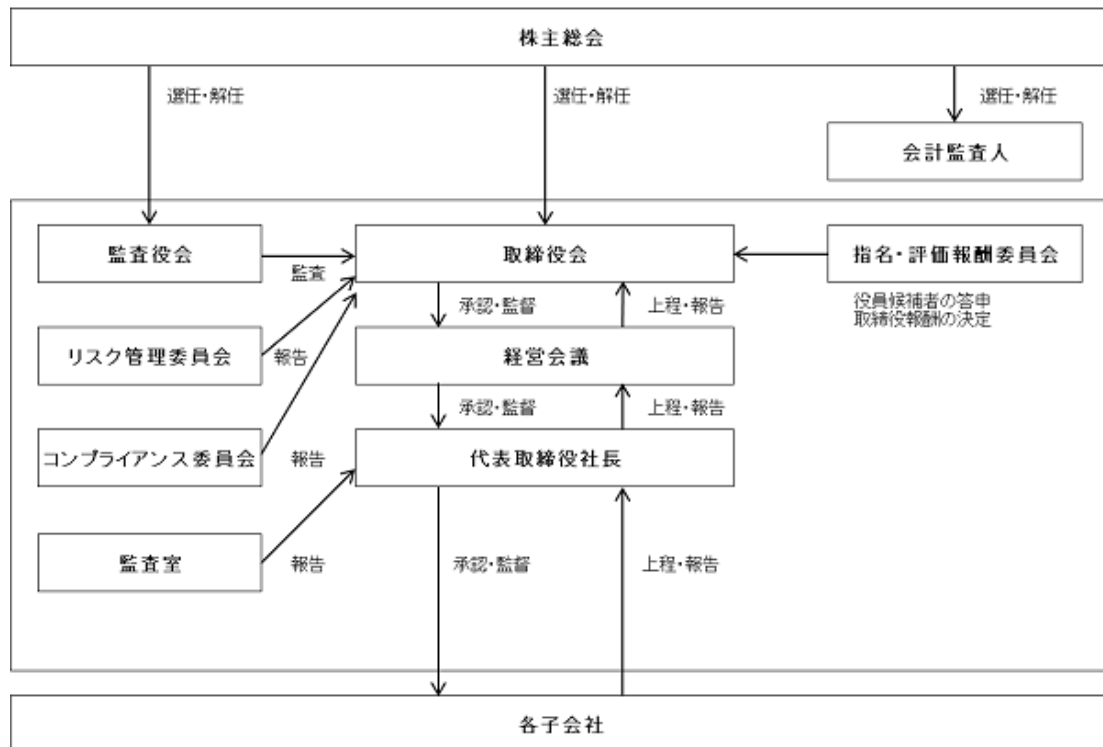 株主総会
選任・解任
選任・解任
選任・解任
会計監査人
監査役会
監査
取締役会
指名・評価報酬委員会
役員候補者の答申
取締役報酬の決定
承認・監督
上程・報告
リスク管理委員会
報告
経営会議
承認・監督
上程・報告
コンプライアンス委員会
報告
代表取締役社長
監査室
報告
承認・監督
上程・報告
各子会社